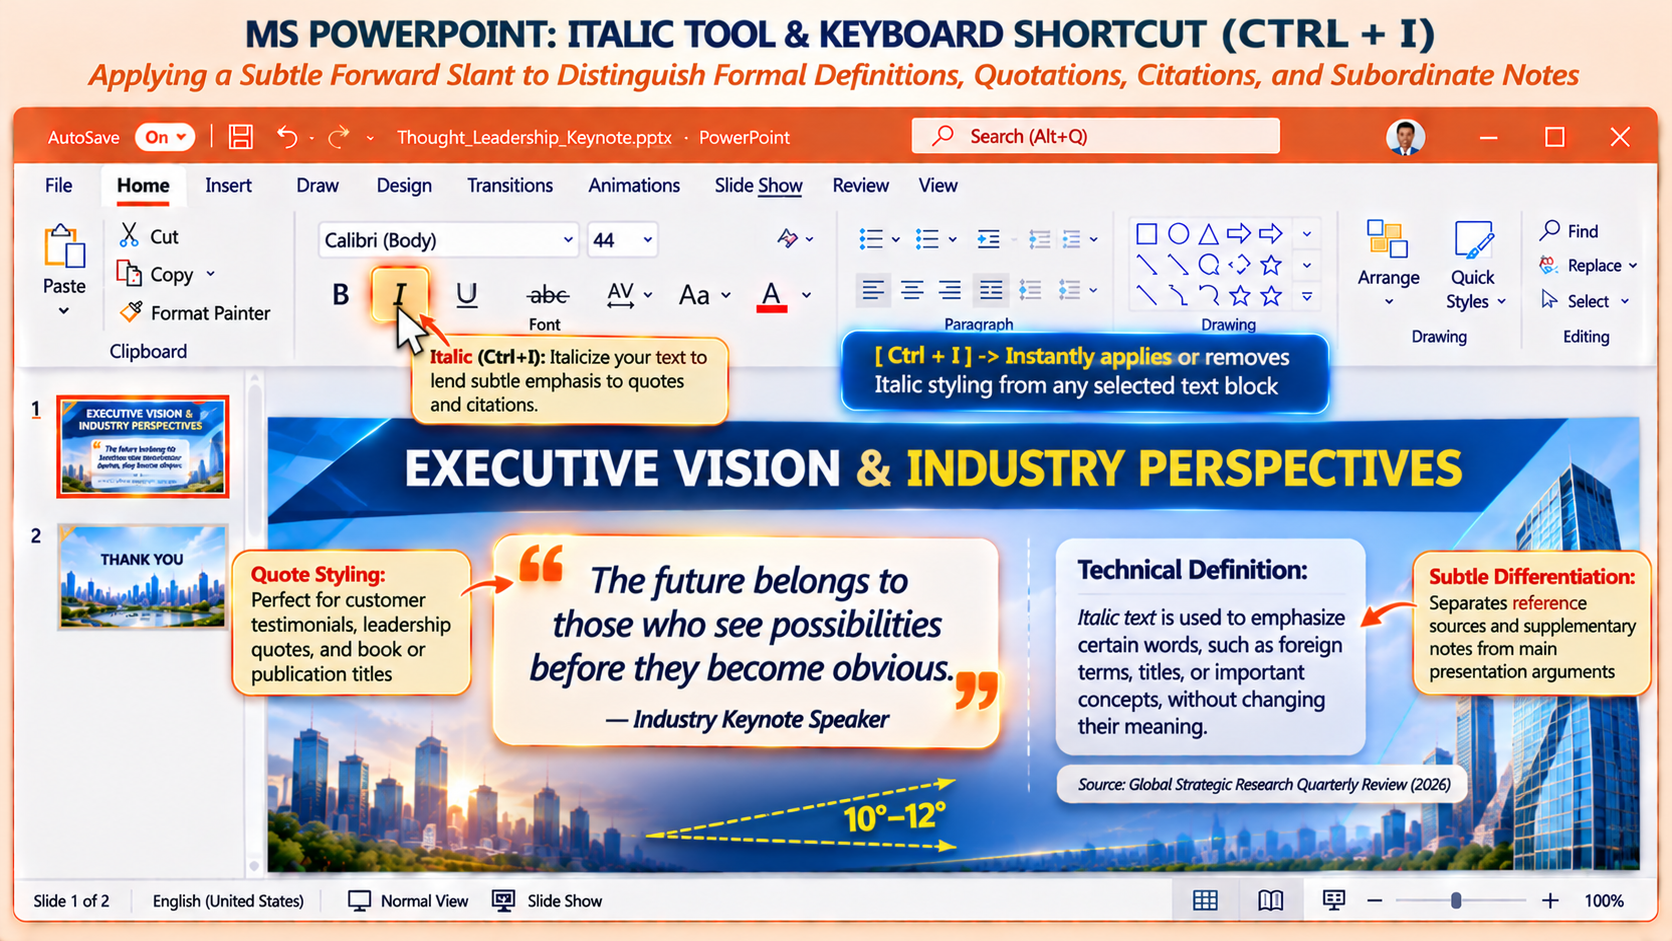 MS POWERPOINT: ITALIC TOOL & KEYBOARD SHORTCUT (CTRL + I)
Applying a Subtle Forward Slant to Distinguish Formal Definitions, Quotations, Citations, and Subordinate Notes
AutoSave On Thought_Leadership_Keynote.pptx · PowerPoint Search (Alt+Q)
File Home Insert Draw Design Transitions Animations Slide Show Review View
Paste
Cut
Copy
Format Painter
Clipboard
Calibri (Body) 44
B I U abc AV Aa A
Font
Paragraph
Drawing
Arrange
Quick
Styles
Drawing
Find
Replace
Select
Editing
Italic (Ctrl+I): Italicize your text to
lend subtle emphasis to quotes
and citations.
[ Ctrl + I ] -> Instantly applies or removes
Italic styling from any selected text block
1
EXECUTIVE VISION &
INDUSTRY PERSPECTIVES
2
THANK YOU
EXECUTIVE VISION & INDUSTRY PERSPECTIVES
Quote Styling:
Perfect for customer
testimonials, leadership
quotes, and book or
publication titles
“ The future belongs to
those who see possibilities
before they become obvious. ”
— Industry Keynote Speaker
Technical Definition:
Italic text is used to emphasize
certain words, such as foreign
terms, titles, or important
concepts, without changing
their meaning.
Source: Global Strategic Research Quarterly Review (2026)
Subtle Differentiation:
Separates reference
sources and supplementary
notes from main
presentation arguments
10°–12°
Slide 1 of 2 English (United States) Normal View Slide Show 100%